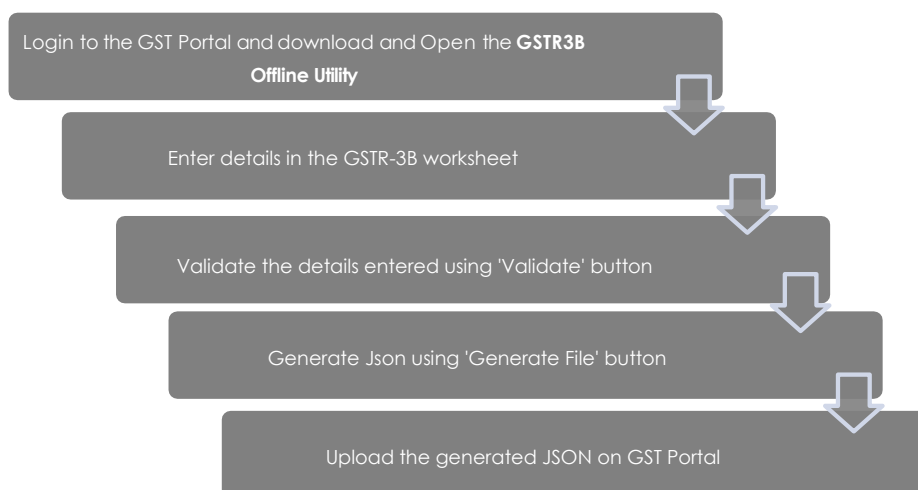 Login to the GST Portal and download and Open the GSTR3B
Offline Utility
Enter details in the GSTR-3B worksheet
Validate the details entered using 'Validate' button
Generate Json using 'Generate File' button
Upload the generated JSON on GST Portal